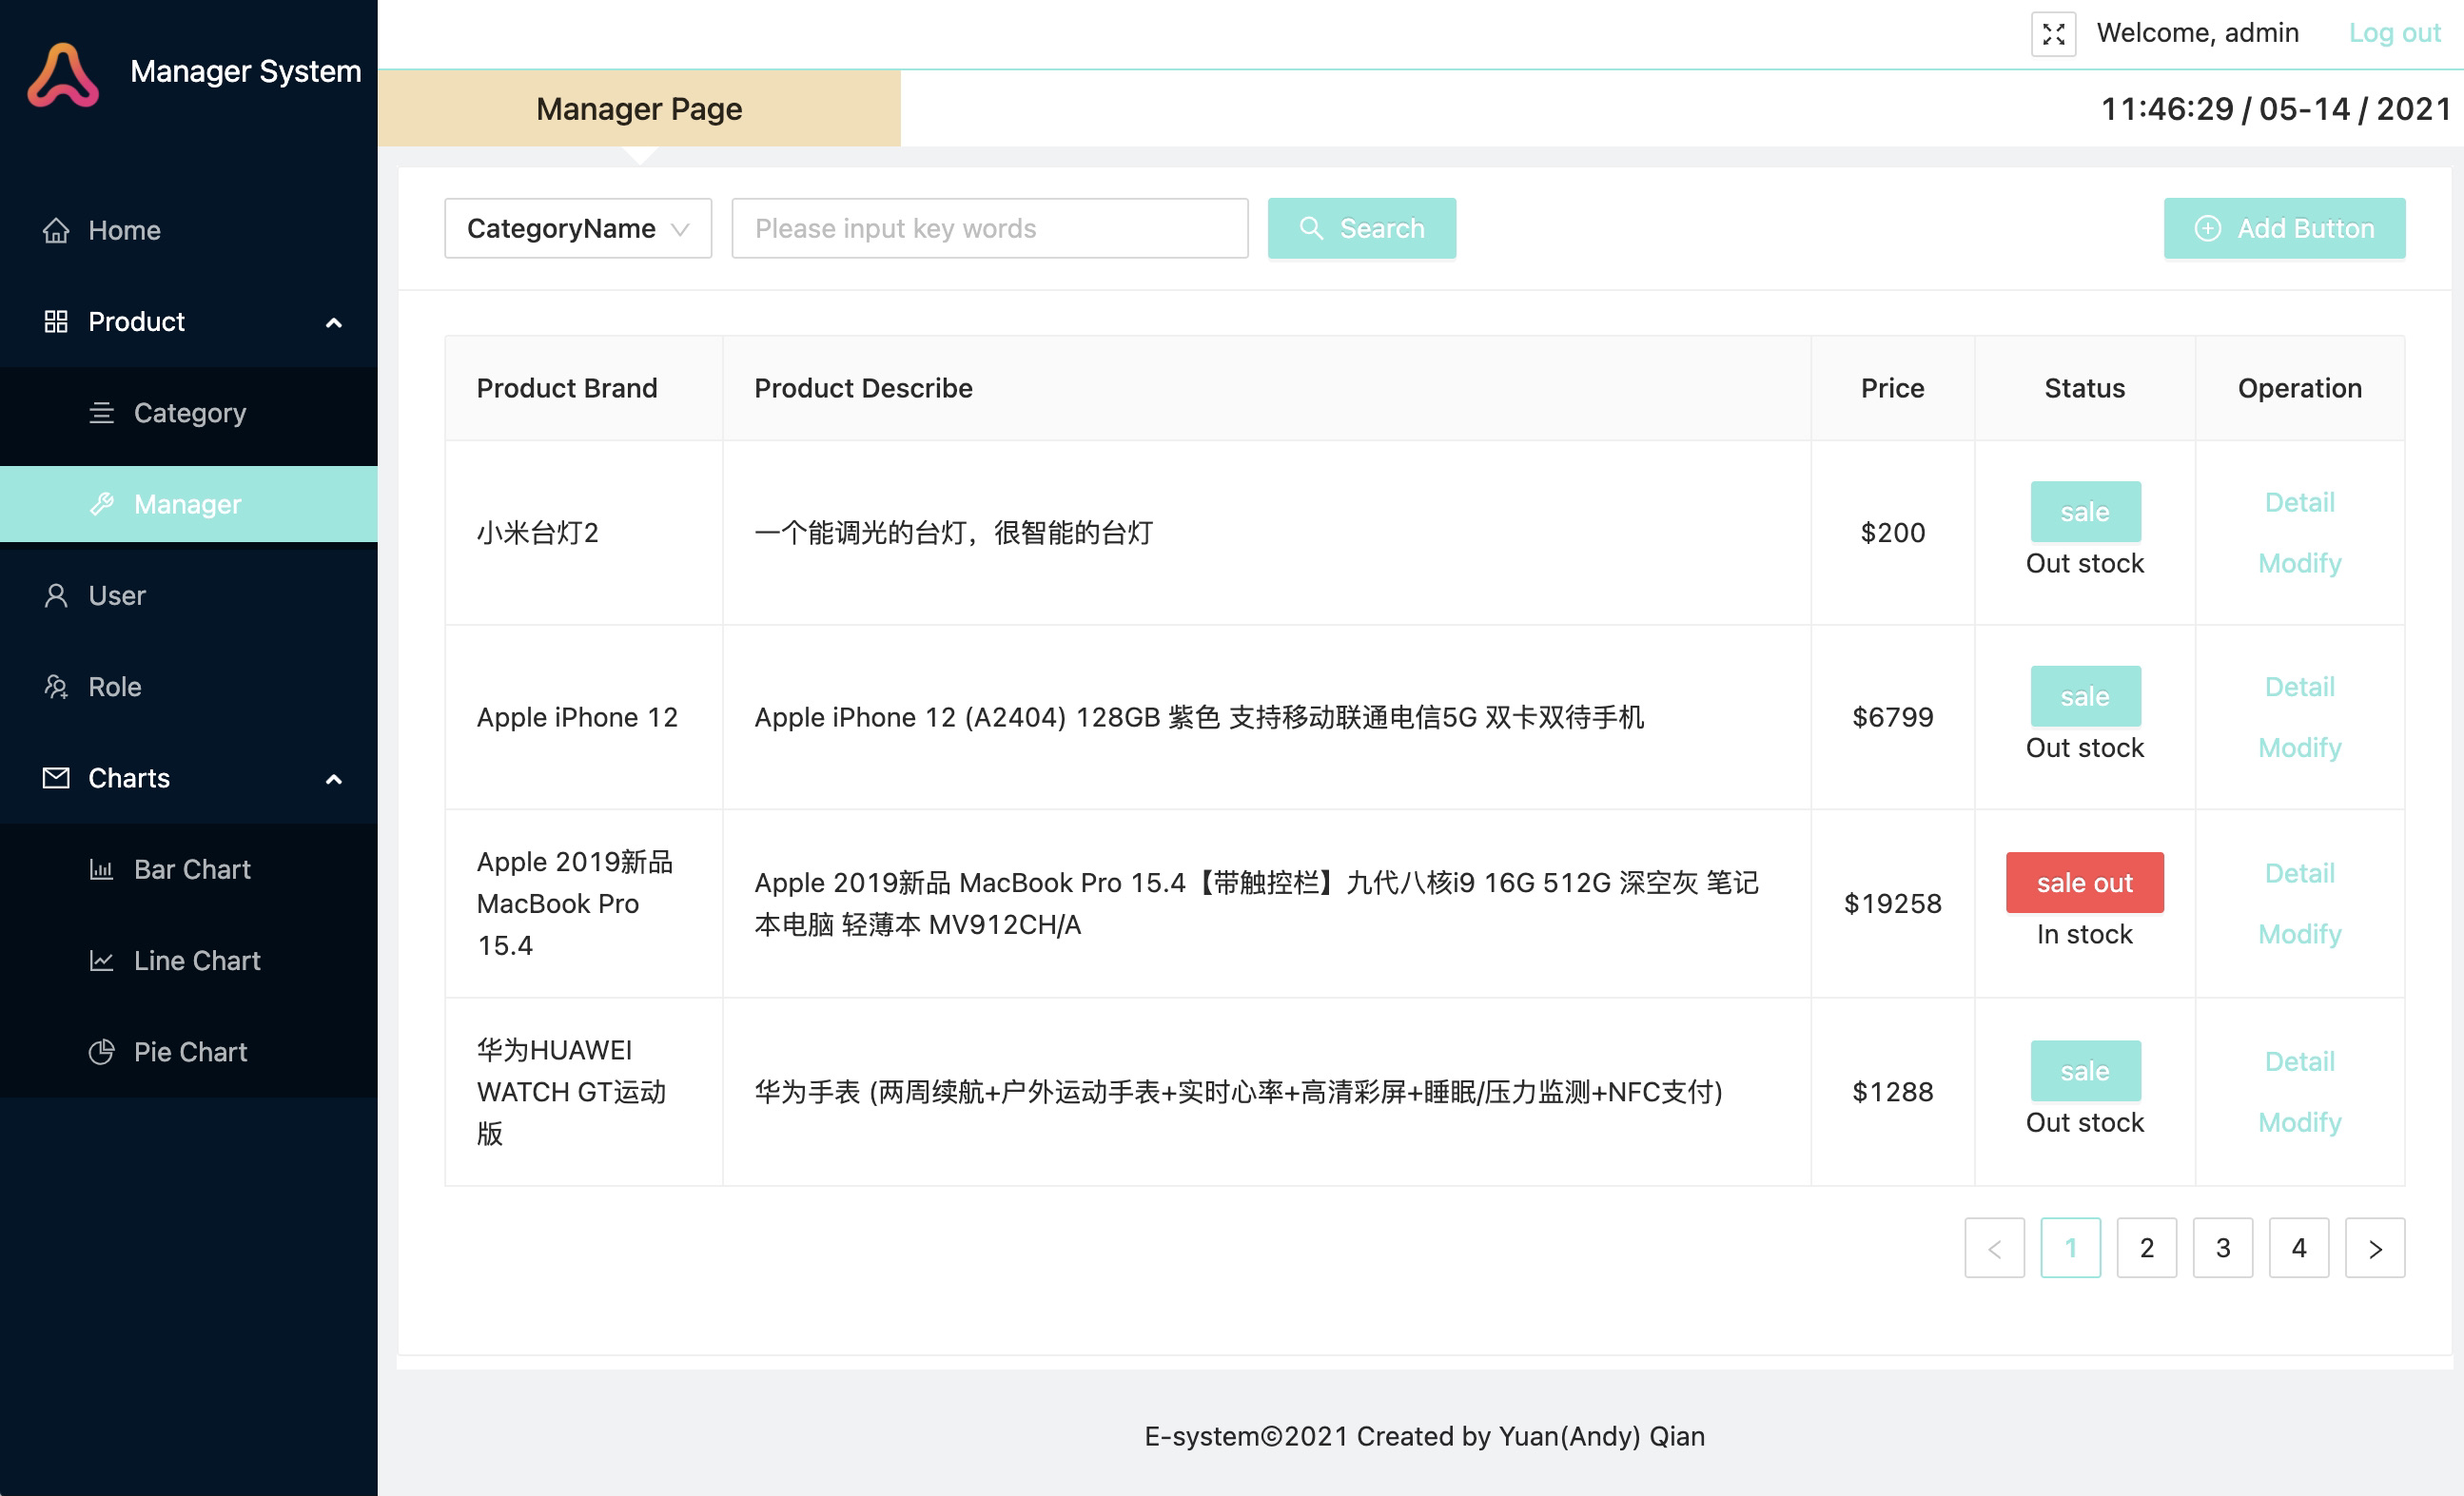 Manager System
Welcome, admin
Log out
Manager Page
11:46:29 / 05-14 / 2021
Home
Product
Category
Manager
User
Role
Charts
Bar Chart
Line Chart
Pie Chart
CategoryName
Please input key words
Search
Add Button
Product Brand
Product Describe
Price
Status
Operation
小米台灯2
一个能调光的台灯，很智能的台灯
$200
sale
Out stock
Detail
Modify
Apple iPhone 12
Apple iPhone 12 (A2404) 128GB 紫色 支持移动联通电信5G 双卡双待手机
$6799
sale
Out stock
Detail
Modify
Apple 2019新品
MacBook Pro
15.4
Apple 2019新品 MacBook Pro 15.4【带触控栏】九代八核i9 16G 512G 深空灰 笔记
本电脑 轻薄本 MV912CH/A
$19258
sale out
In stock
Detail
Modify
华为HUAWEI
WATCH GT运动
版
华为手表 (两周续航+户外运动手表+实时心率+高清彩屏+睡眠/压力监测+NFC支付)
$1288
sale
Out stock
Detail
Modify
< 1 2 3 4 >
E-system©2021 Created by Yuan(Andy) Qian